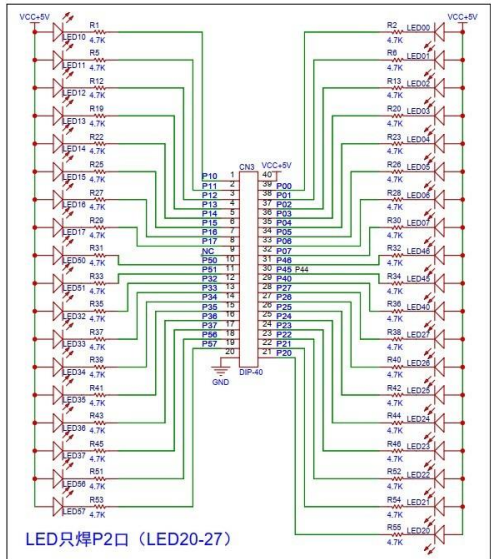 VCC+5V
R1
LED10
4.7K
R5
LED11
4.7K
R12
LED12
4.7K
R19
LED13
4.7K
R22
LED14
4.7K
R25
LED15
4.7K
R27
LED16
4.7K
R29
LED17
4.7K
R31
LED50
4.7K
R33
LED51
4.7K
R35
LED32
4.7K
R37
LED33
4.7K
R39
LED34
4.7K
R41
LED35
4.7K
R43
LED36
4.7K
R45
LED37
4.7K
R51
LED56
4.7K
R53
LED57
4.7K
CN3 VCC+5V
P10 1 40
P11 2 39 P00
P12 3 38 P01
P13 4 37 P02
P14 5 36 P03
P15 6 35 P04
P16 7 34 P05
P17 8 33 P06
NC 9 32 P07
P50 10 31 P46
P51 11 30 P45 P44
P32 12 29 P40
P33 13 28 P27
P34 14 27 P26
P35 15 26 P25
P36 16 25 P24
P37 17 24 P23
P56 18 23 P22
P57 19 22 P21
20 21 P20
DIP-40
GND
VCC+5V
R2 LED00
4.7K
R6 LED01
4.7K
R13 LED02
4.7K
R20 LED03
4.7K
R23 LED04
4.7K
R26 LED05
4.7K
R28 LED06
4.7K
R30 LED07
4.7K
R32 LED46
4.7K
R34 LED45
4.7K
R36 LED40
4.7K
R38 LED27
4.7K
R40 LED26
4.7K
R42 LED25
4.7K
R44 LED24
4.7K
R46 LED23
4.7K
R52 LED22
4.7K
R54 LED21
4.7K
R55 LED20
4.7K
LED只焊P2口（LED20-27）